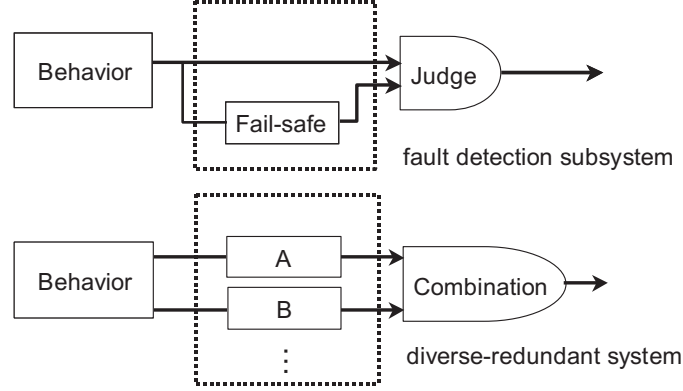 Behavior
Fail-safe
Judge
fault detection subsystem
Behavior
A
B
⋮
Combination
diverse-redundant system